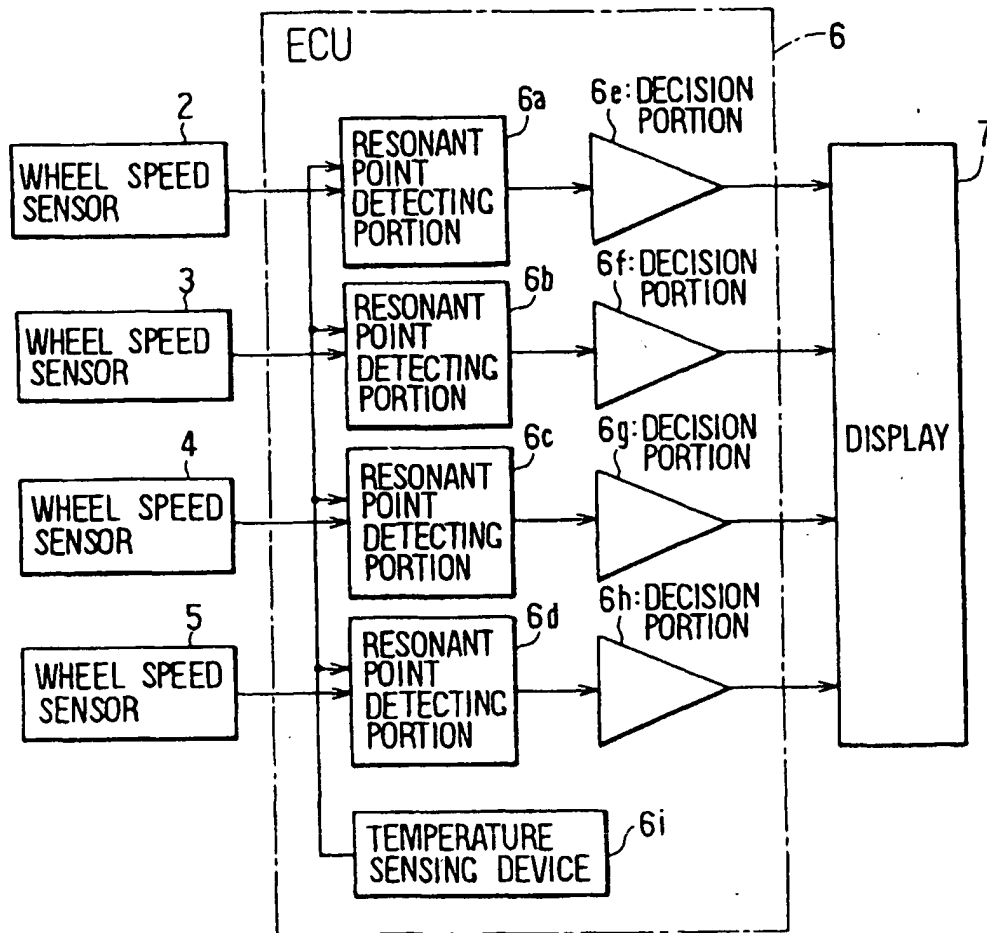 ECU
6
2
WHEEL SPEED
SENSOR
6a
RESONANT
POINT
DETECTING
PORTION
6e: DECISION
PORTION
7
3
WHEEL SPEED
SENSOR
6b
RESONANT
POINT
DETECTING
PORTION
6f: DECISION
PORTION
4
WHEEL SPEED
SENSOR
6c
RESONANT
POINT
DETECTING
PORTION
6g: DECISION
PORTION
DISPLAY
5
WHEEL SPEED
SENSOR
6d
RESONANT
POINT
DETECTING
PORTION
6h: DECISION
PORTION
TEMPERATURE
SENSING DEVICE
6i